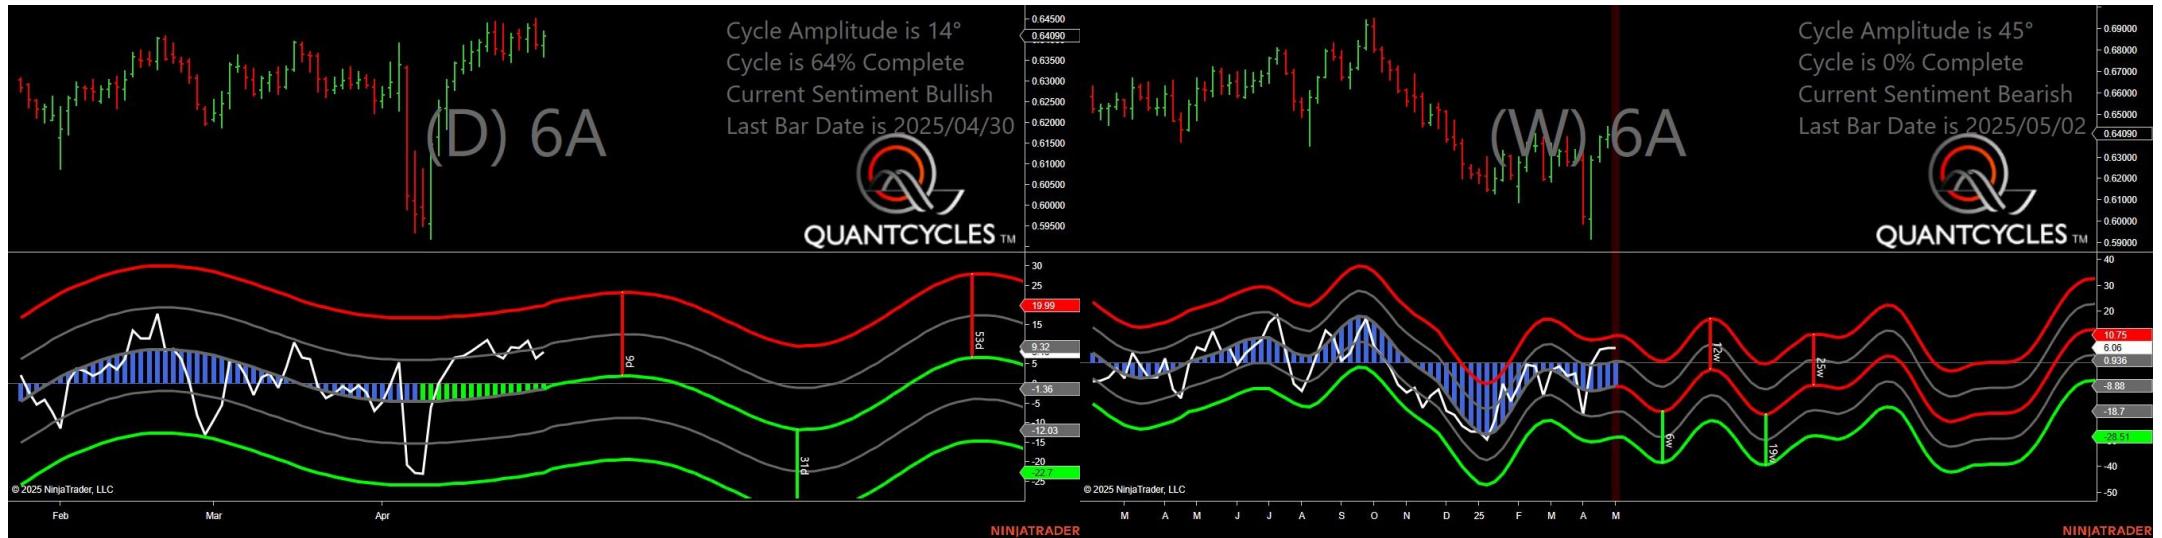 Cycle Amplitude is 14°
Cycle is 64% Complete
Current Sentiment Bullish
Last Bar Date is 2025/04/30
(D) 6A
QUANTCYCLES TM
0.64500
0.64090
0.63500
0.63000
0.62500
0.62000
0.61500
0.61000
0.60500
0.60000
0.59500
30
25
19.99
15
9.32
5
-1.36
-5
-12.03
-15
-20
-22.7
-25
9d
31d
53d
© 2025 NinjaTrader, LLC
Feb Mar Apr
NINJATRADER
Cycle Amplitude is 45°
Cycle is 0% Complete
Current Sentiment Bearish
Last Bar Date is 2025/05/02
(W) 6A
QUANTCYCLES TM
0.69000
0.68000
0.67000
0.66000
0.65000
0.64090
0.63000
0.62000
0.61000
0.60000
0.59000
40
30
20
10.75
6.06
0.936
-8.88
-18.7
-28.51
-40
-50
6w
12w
19w
25w
© 2025 NinjaTrader, LLC
M A M J J A S O N D 25 F M A M
NINJATRADER